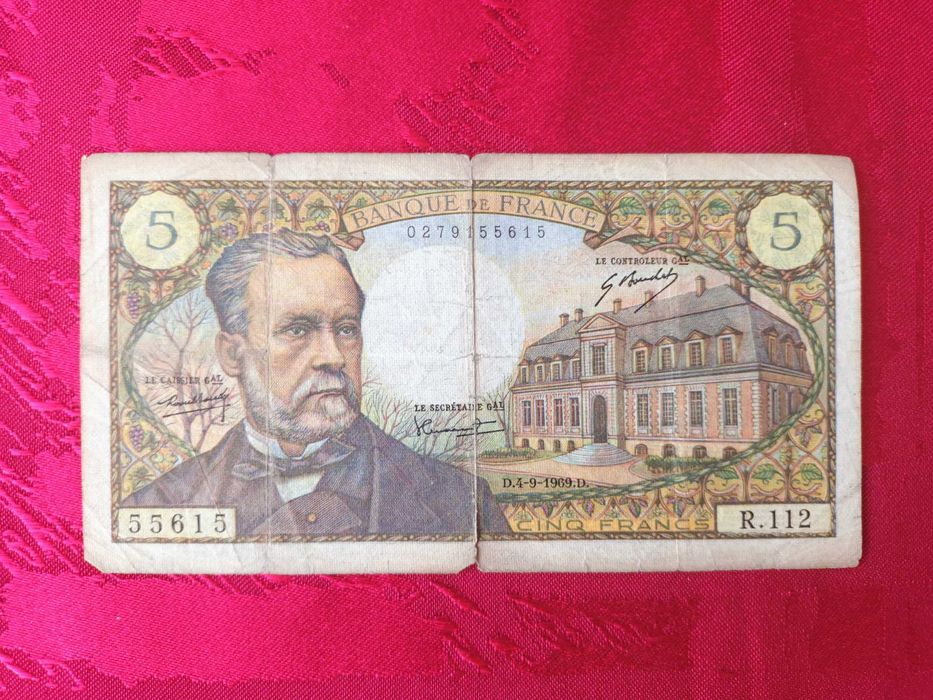 BANQUE DE FRANCE
5
5
0279155615
LE CONTROLEUR GAL
LE CAISSIER GAL
LE SECRÉTAIRE GAL
D.4-9-1969.D.
CINQ FRANCS
55615
R.112